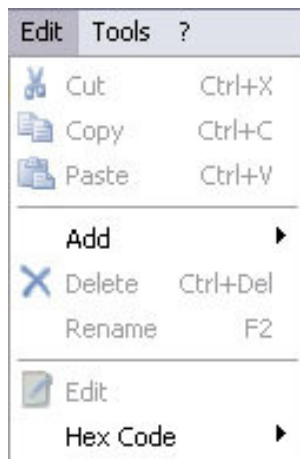 Edit Tools ?
Cut Ctrl+X
Copy Ctrl+C
Paste Ctrl+V
Add
Delete Ctrl+Del
Rename F2
Edit
Hex Code